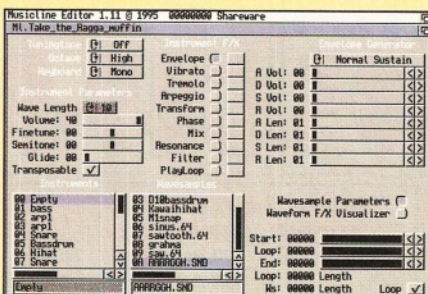 Musicline Editor 1.11 © 1995 00000000 Shareware
Ml.Take_the_Ragga_muffin
Tuningtone Off
Octave High
Keyboard Mono
Instrument Parameters
Wave Length 10
Volume: 40
Finetune: 00
Semitone: 00
Glide: 00
Transposable
Instrument F/X
Envelope
Vibrato
Tremolo
Arpeggio
Transform
Phase
Mix
Resonance
Filter
PlayLoop
Envelope Generator
Normal Sustain
A Vol: 00
D Vol: 00
S Vol: 00
R Vol: 00
A Len: 01
D Len: 01
S Len: 01
R Len: 01
Instruments
00 Empty
01 bass
02 arp1
03 arp1
04 Snare
05 Bassdrum
06 Hihat
07 Snare
Empty
Wavesamples
03 D10bassdrum
04 Kawaihihat
05 M1snap
06 sinus.64
07 sawtooth.64
08 grahma
09 saw.64
0A AARRGGH.SND
AARRGGH.SND
Wavesample Parameters
Waveform F/X Visualizer
Start: 00000
Loop: 00000
End: 00000
Loop: 00000 Length
Ws: 00000 Length Loop